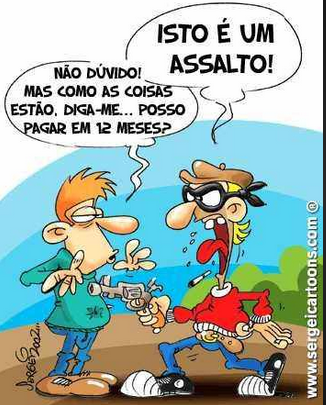 ISTO É UM
ASSALTO!
NÃO DÚVIDO!
MAS COMO AS COISAS
ESTÃO, DIGA-ME... POSSO
PAGAR EM 12 MESES?
www.sergeicartoons.com ®